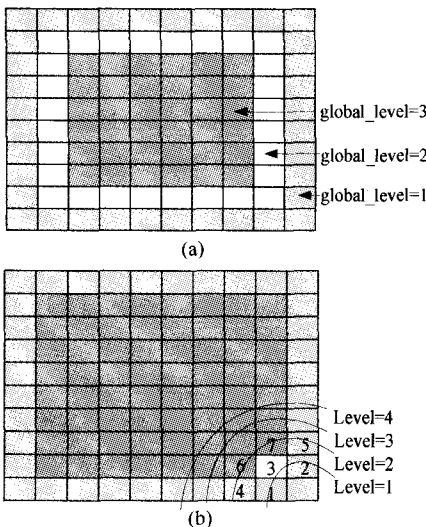 global_level=3
global_level=2
global_level=1
(a)
Level=4
7 5 Level=3
6 3 2 Level=2
4 1 Level=1
(b)